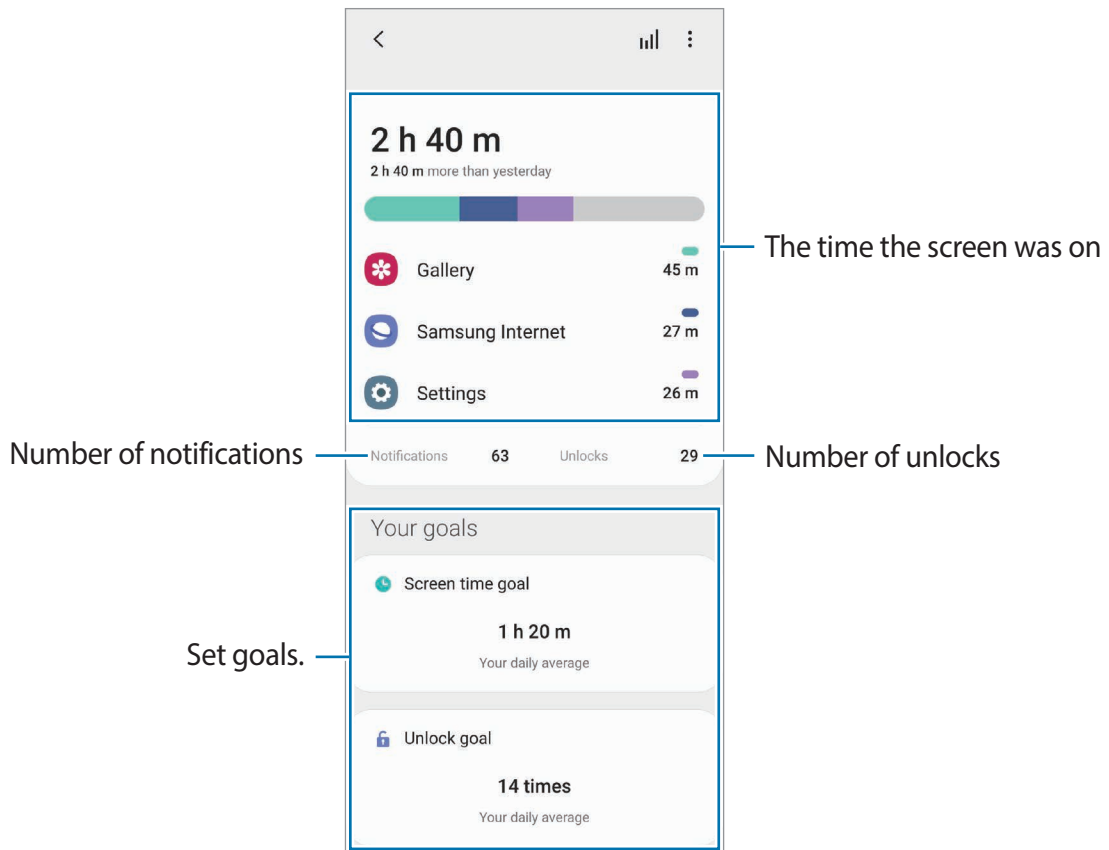 2 h 40 m
2 h 40 m more than yesterday
The time the screen was on
Gallery 45 m
Samsung Internet 27 m
Settings 26 m
Number of notifications
Notifications 63 Unlocks 29
Number of unlocks
Your goals
Screen time goal
1 h 20 m
Your daily average
Set goals.
Unlock goal
14 times
Your daily average